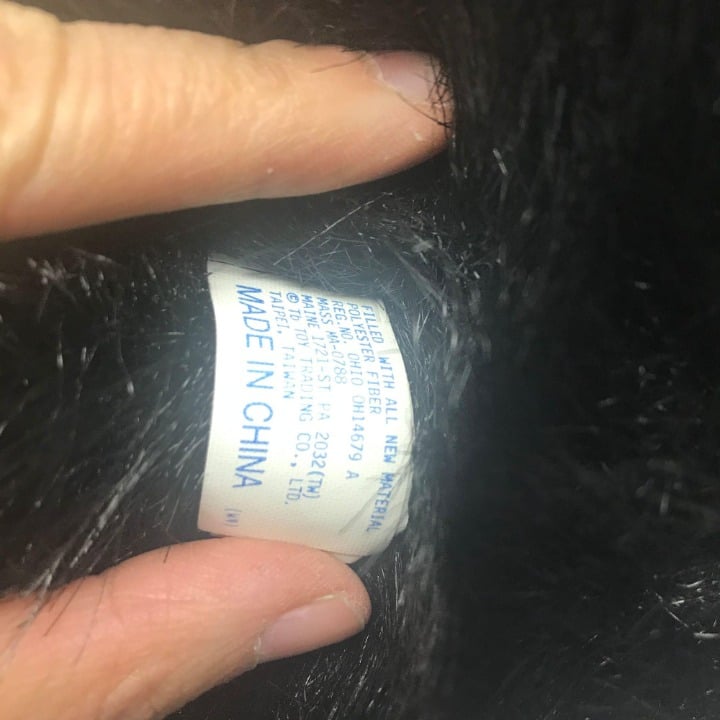 FILLED WITH ALL NEW MATERIAL
POLYESTER FIBER
REG.NO. OHIO OH14679 A
MASS MA-0788
MAINE 1721-ST PA 2032(TW)
© To TOY TRADING CO., LTD.
TAIPEI. TAIWAN
MADE IN CHINA